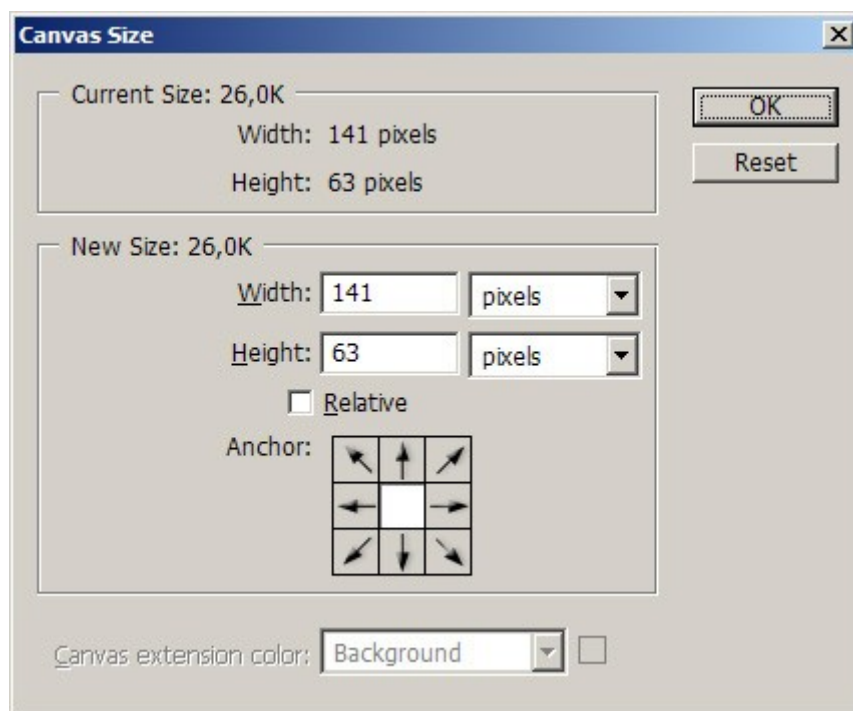 Canvas Size
Current Size: 26,0K
Width: 141 pixels
Height: 63 pixels
OK
Reset
New Size: 26,0K
Width: 141 pixels
Height: 63 pixels
Relative
Anchor:
Canvas extension color: Background